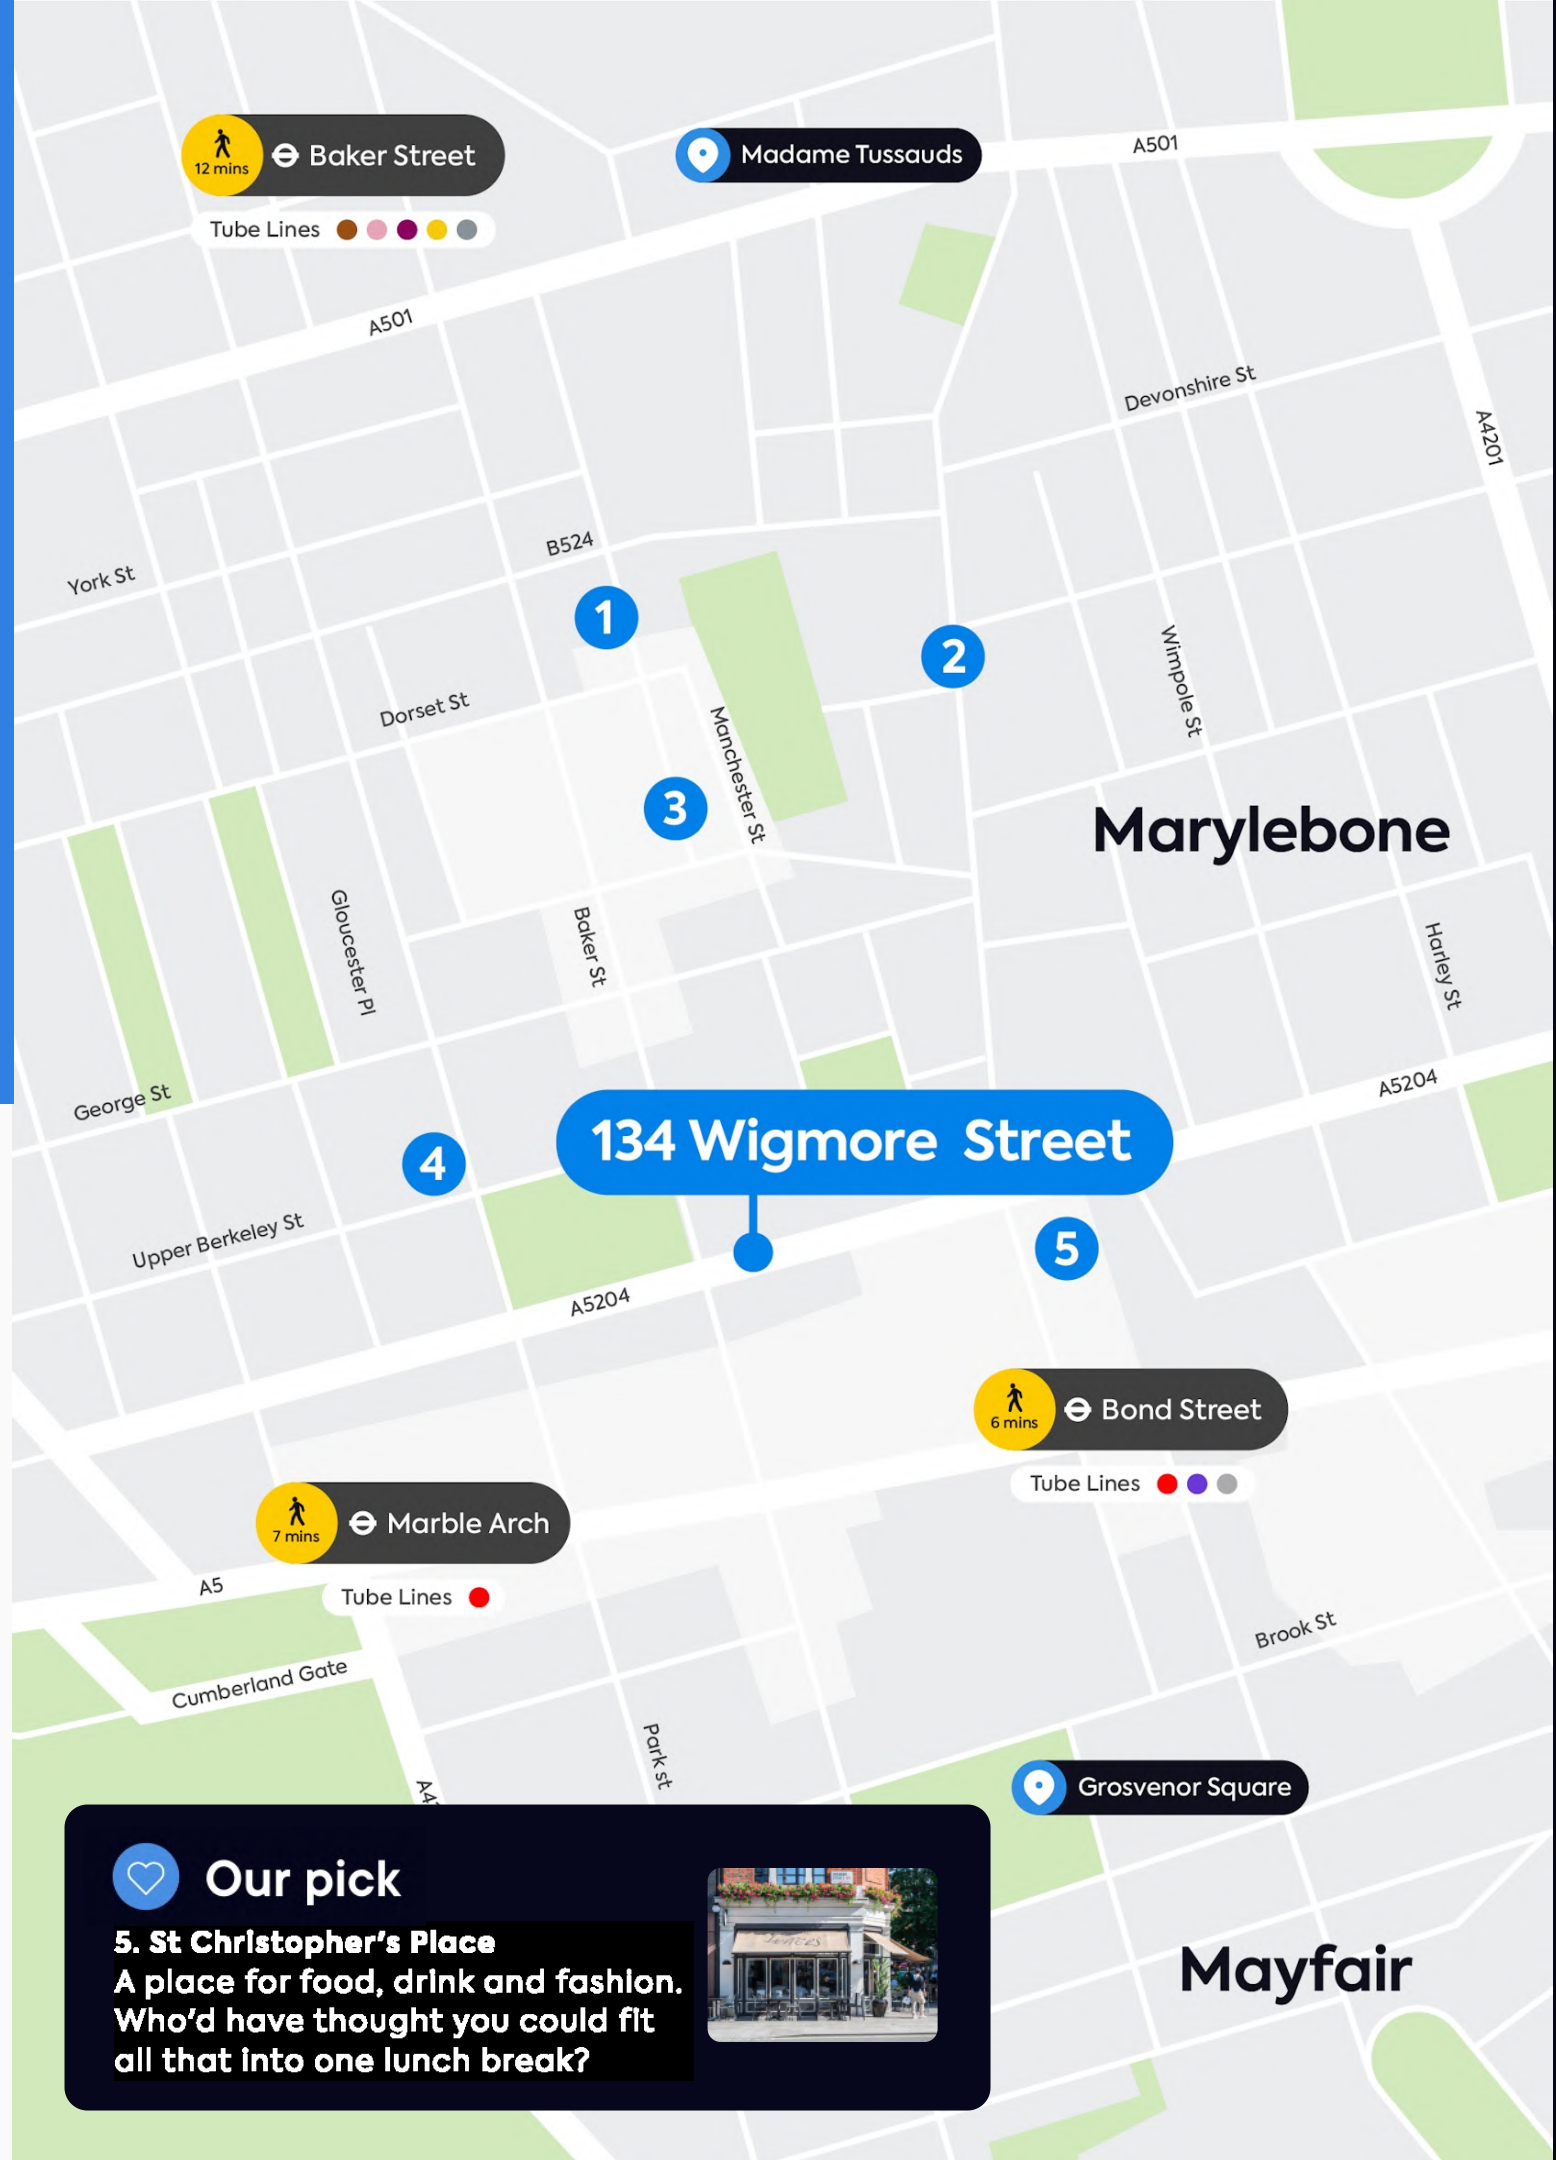 12 mins
Baker Street
Tube Lines
Madame Tussauds
A501
A501
Devonshire St
A4201
B524
York St
1
2
Wimpole St
Dorset St
Manchester St
3
Marylebone
Gloucester Pl
Baker St
Harley St
George St
A5204
4
134 Wigmore Street
Upper Berkeley St
5
A5204
6 mins
Bond Street
Tube Lines
7 mins
Marble Arch
Tube Lines
A5
Brook St
Cumberland Gate
Park st
Grosvenor Square
Our pick
5. St Christopher's Place
A place for food, drink and fashion.
Who'd have thought you could fit
all that into one lunch break?
Mayfair